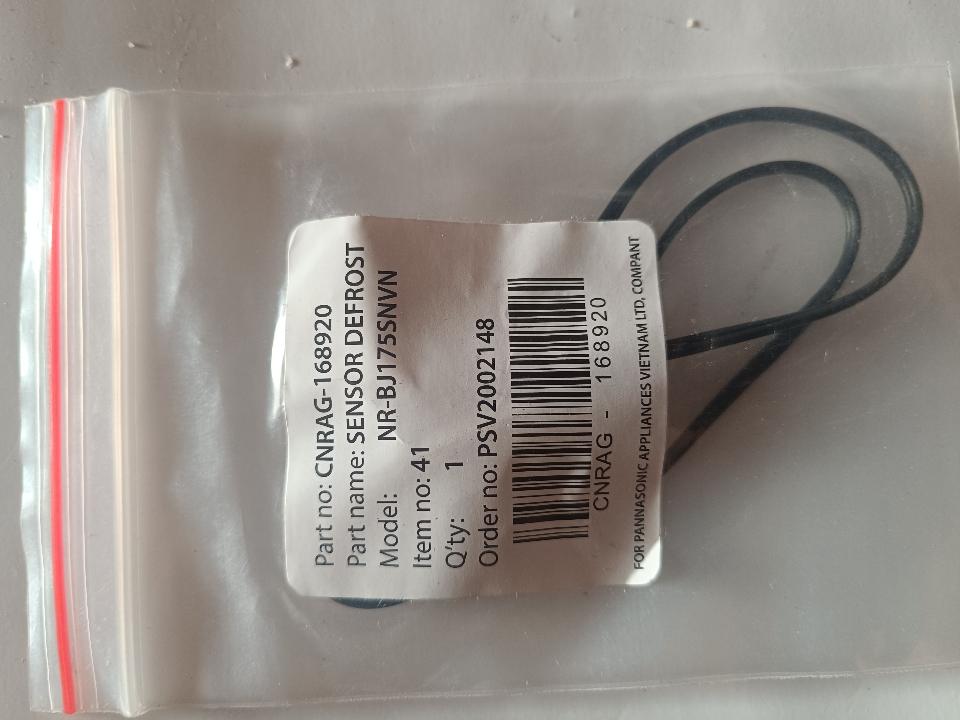 Part no: CNRAG-168920
Part name: SENSOR DEFROST
Model: NR-BJ175SNVN
Item no: 41
Q'ty: 1
Order no: PSV2002148
CNRAG - 168920
FOR PANNASONIC APPLIANCES VIETNAM LTD, COMPANT